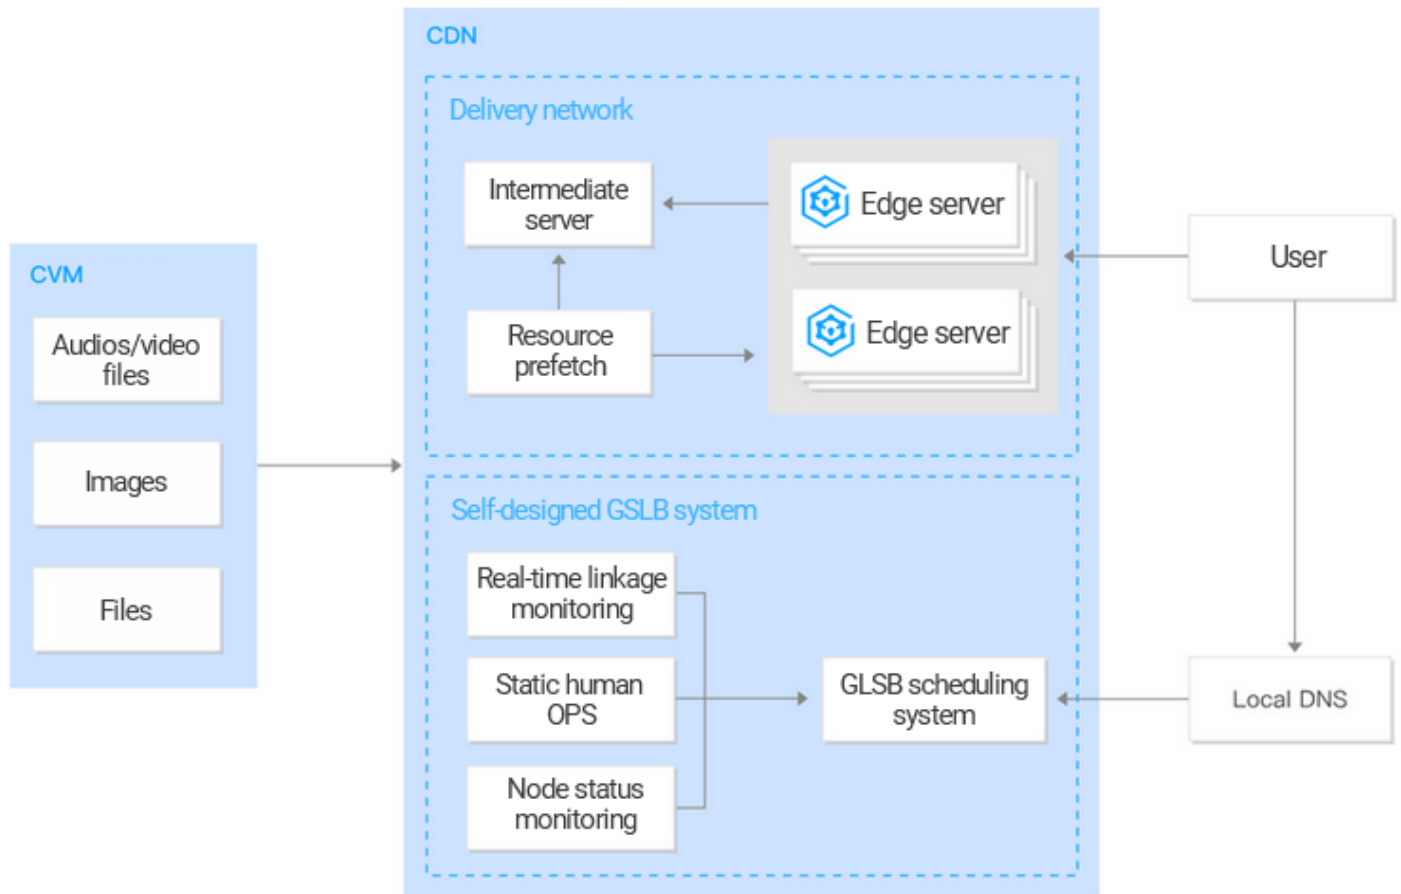 CDN
Delivery network
Intermediate
server
Edge server
Edge server
Resource
prefetch
User
CVM
Audios/video
files
Images
Files
Self-designed GSLB system
Real-time linkage
monitoring
Static human
OPS
Node status
monitoring
GLSB scheduling
system
Local DNS